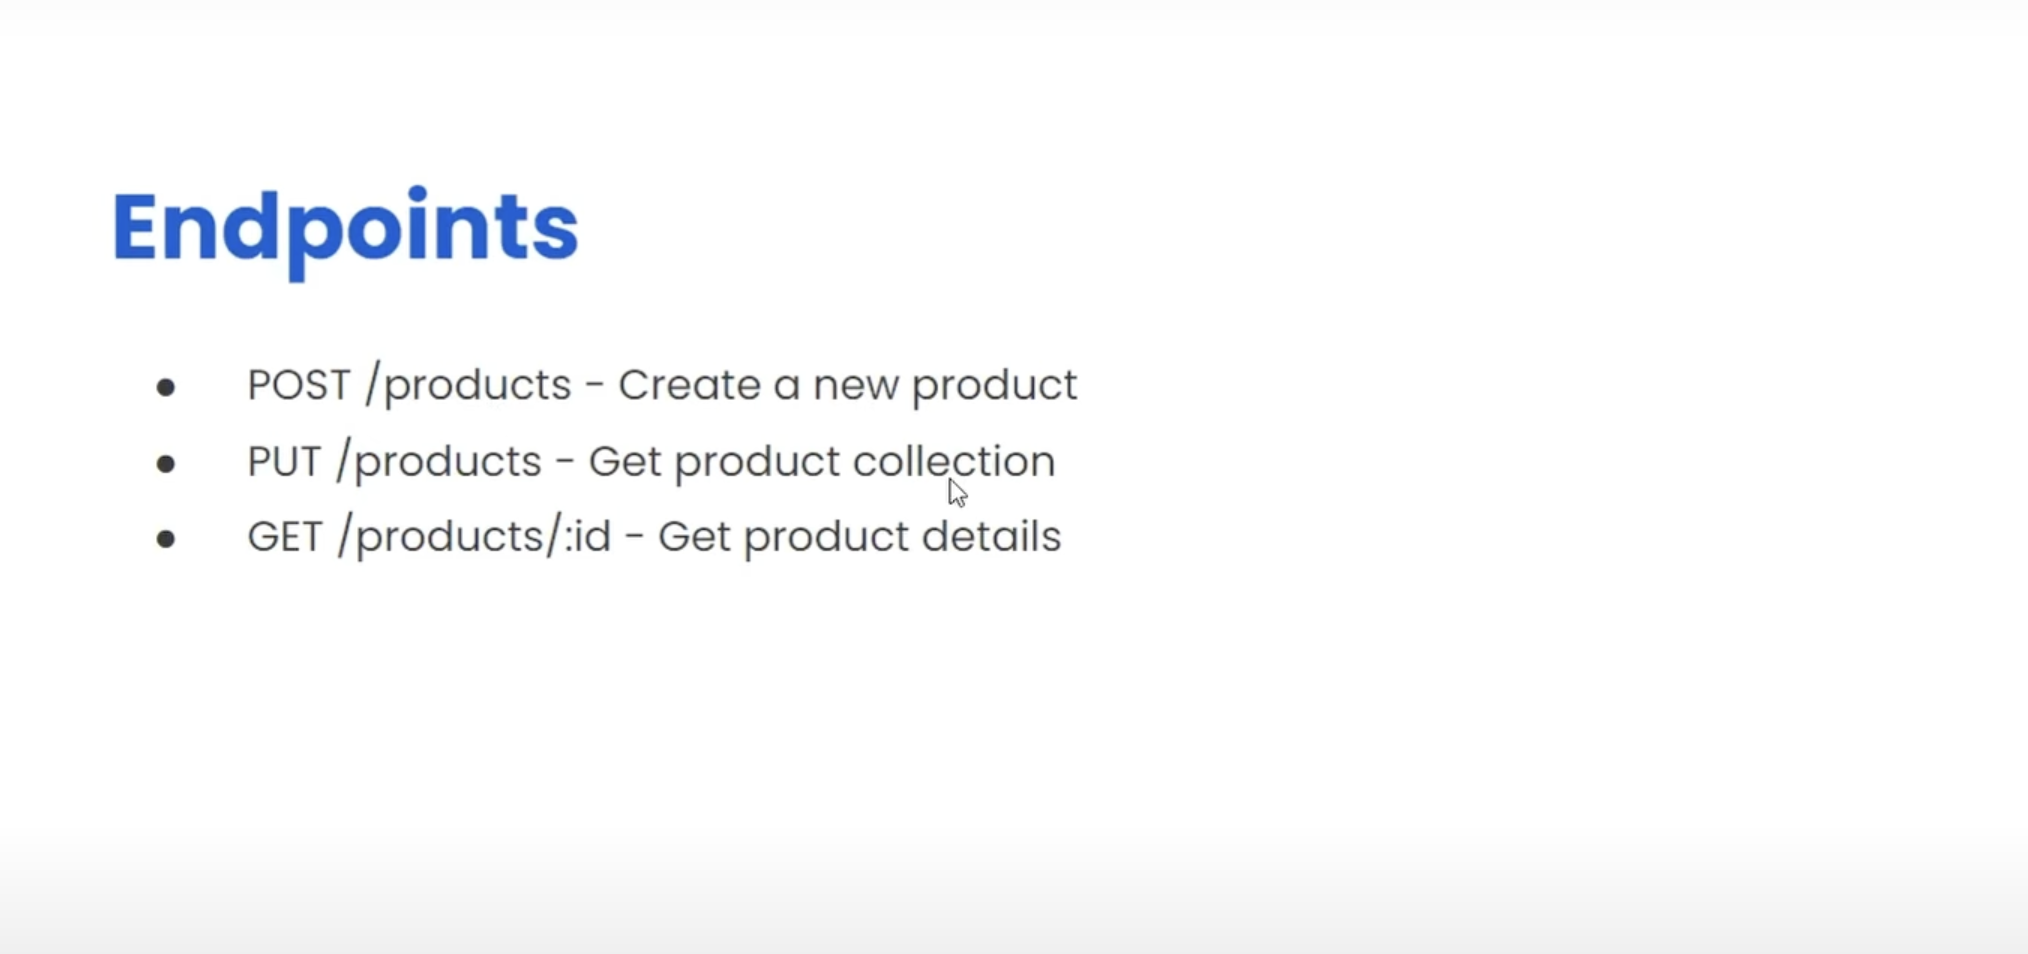 Endpoints
● POST /products - Create a new product
● PUT /products - Get product collection
● GET /products/:id - Get product details